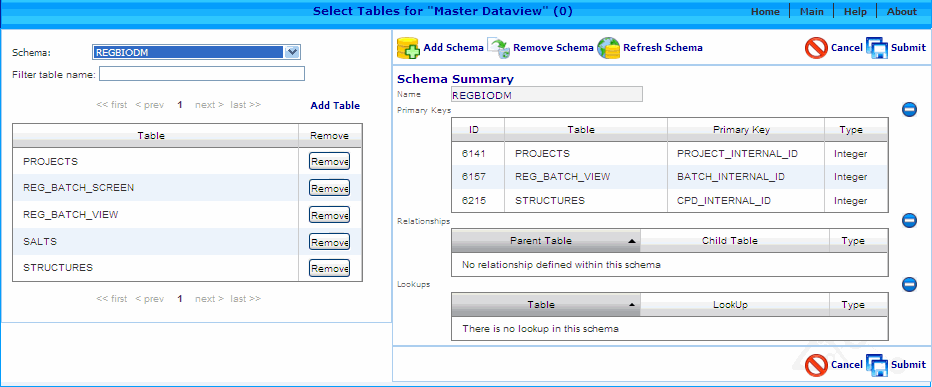 Select Tables for "Master Dataview" (0)
Home Main Help About
Schema: REGBIODM
Filter table name:
<< first < prev 1 next > last >> Add Table
Table Remove
PROJECTS Remove
REG_BATCH_SCREEN Remove
REG_BATCH_VIEW Remove
SALTS Remove
STRUCTURES Remove
<< first < prev 1 next > last >>
Add Schema Remove Schema Refresh Schema Cancel Submit
Schema Summary
Name REGBIODM
Primary Keys
ID Table Primary Key Type
6141 PROJECTS PROJECT_INTERNAL_ID Integer
6157 REG_BATCH_VIEW BATCH_INTERNAL_ID Integer
6215 STRUCTURES CPD_INTERNAL_ID Integer
Relationships
Parent Table Child Table Type
No relationship defined within this schema
Lookups
Table LookUp Type
There is no lookup in this schema
Cancel Submit